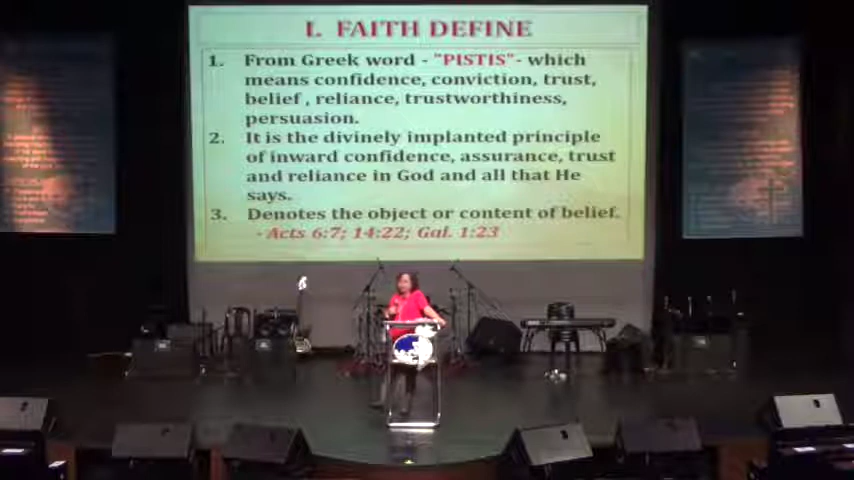 I. FAITH DEFINE
1. From Greek word - "PISTIS"- which
means confidence, conviction, trust,
belief , reliance, trustworthiness,
persuasion.
2. It is the divinely implanted principle
of inward confidence, assurance, trust
and reliance in God and all that He
says.
3. Denotes the object or content of belief.
- Acts 6:7; 14:22; Gal. 1:23